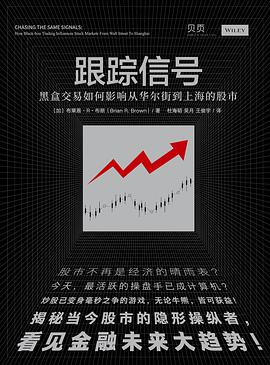 CHASING THE SAME SIGNALS:
How Black-box Trading Influences Stock Markets From Wall Street To Shanghai
贝页
WILEY
跟踪信号
黑盒交易如何影响从华尔街到上海的股市
[加] 布莱恩·R·布朗 (Brian R. Brown) / 著 杜海韬 吴月 王俊宇 / 译
股市不再是经济的晴雨表？
今天，最活跃的操盘手已成计算机？
炒股已变身毫秒之争的游戏，无论牛熊，皆可获益！
揭秘当今股市的隐形操纵者，
看见金融未来大趋势！